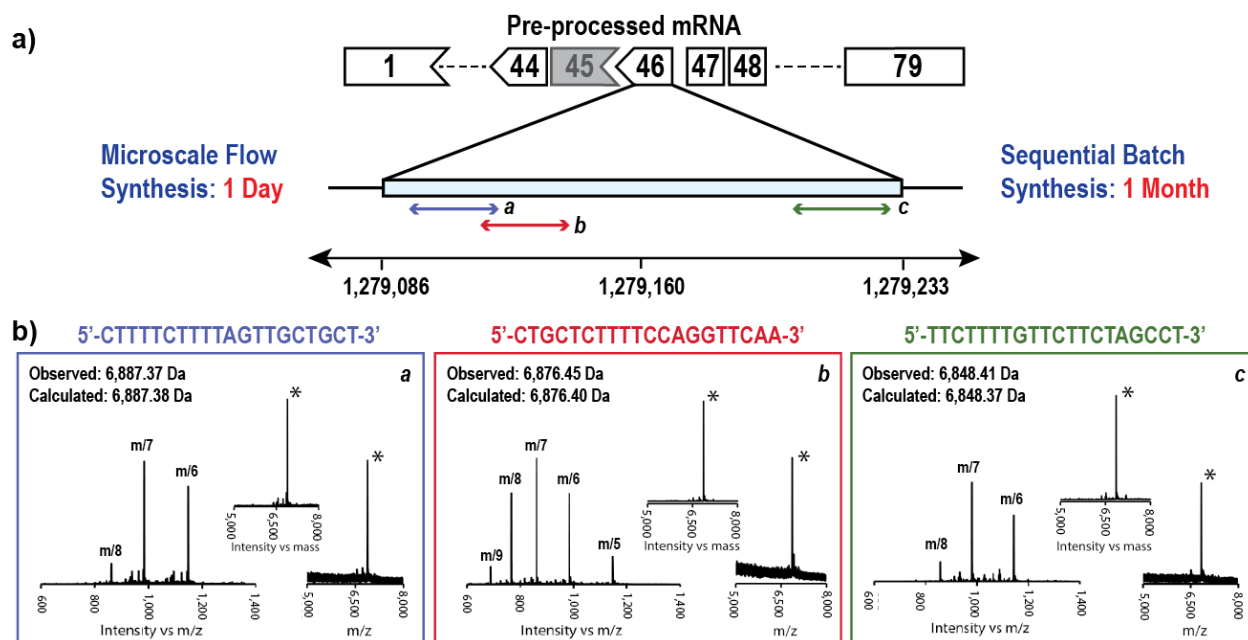 a)
Pre-processed mRNA
1
44
45
46
47
48
79
Microscale Flow
Synthesis: 1 Day
Sequential Batch
Synthesis: 1 Month
a
b
c
1,279,086
1,279,160
1,279,233
b)
5’-CTTTTCTTTTAGTTGCTGCT-3’
Observed: 6,887.37 Da
Calculated: 6,887.38 Da
a
*
*
m/7
m/6
m/8
5,000
6,500
8,000
Intensity vs mass
600
1,000
1,200
1,400
Intensity vs m/z
5,000
6,500
8,000
m/z
5’-CTGCTCTTTTCCAGGTTCAA-3’
Observed: 6,876.45 Da
Calculated: 6,876.40 Da
b
*
*
m/7
m/8
m/6
m/9
m/5
5,000
6,500
8,000
Intensity vs mass
600
1,000
1,200
1,400
Intensity vs m/z
5,000
6,500
8,000
m/z
5’-TTCTTTTGTTCTTCTAGCCT-3’
Observed: 6,848.41 Da
Calculated: 6,848.37 Da
c
*
*
m/7
m/6
m/8
5,000
6,500
8,000
Intensity vs mass
600
1,000
1,200
1,400
Intensity vs m/z
5,000
6,500
8,000
m/z